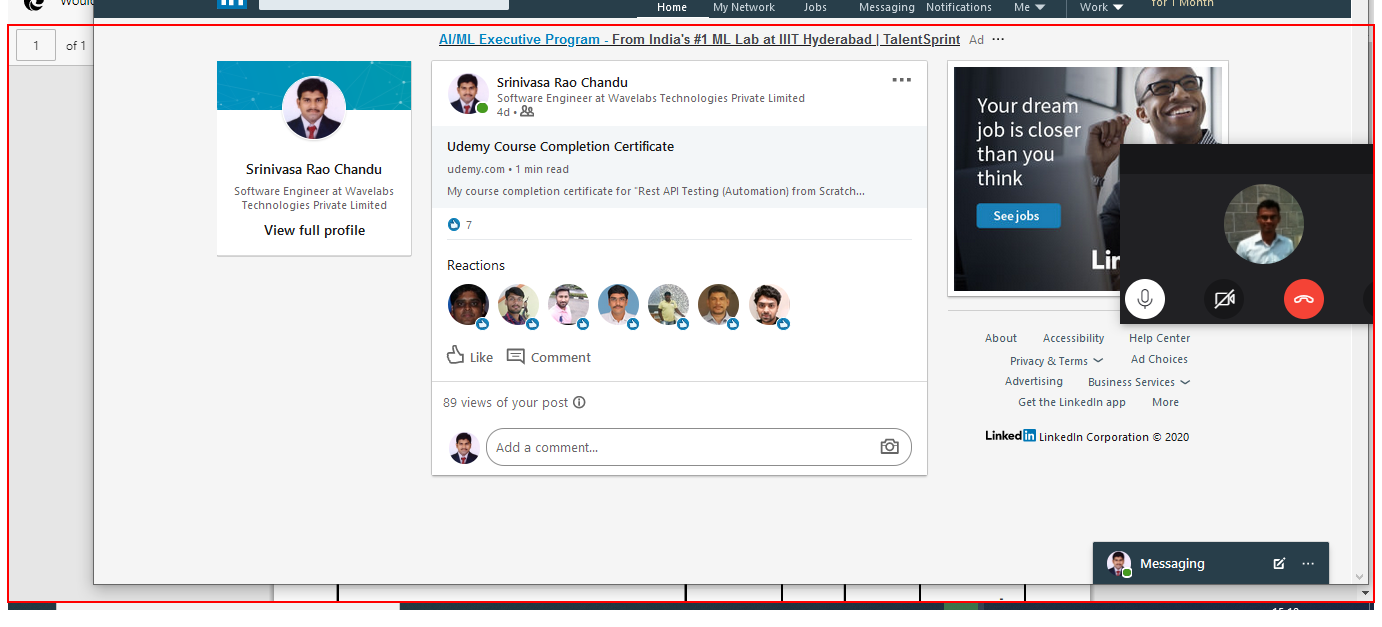 Would
for 1 Month
in
Home My Network Jobs Messaging Notifications Me Work
1 of 1
AI/ML Executive Program - From India's #1 ML Lab at IIIT Hyderabad | TalentSprint Ad ...
Srinivasa Rao Chandu
Software Engineer at Wavelabs
Technologies Private Limited
View full profile
Srinivasa Rao Chandu
Software Engineer at Wavelabs Technologies Private Limited
4d •
Udemy Course Completion Certificate
udemy.com • 1 min read
My course completion certificate for "Rest API Testing (Automation) from Scratch...
7
Reactions
Like Comment
89 views of your post
Add a comment...
Your dream
job is closer
than you
think
See jobs
Lin
About Accessibility Help Center
Privacy & Terms Ad Choices
Advertising Business Services
Get the LinkedIn app More
LinkedIn LinkedIn Corporation © 2020
Messaging